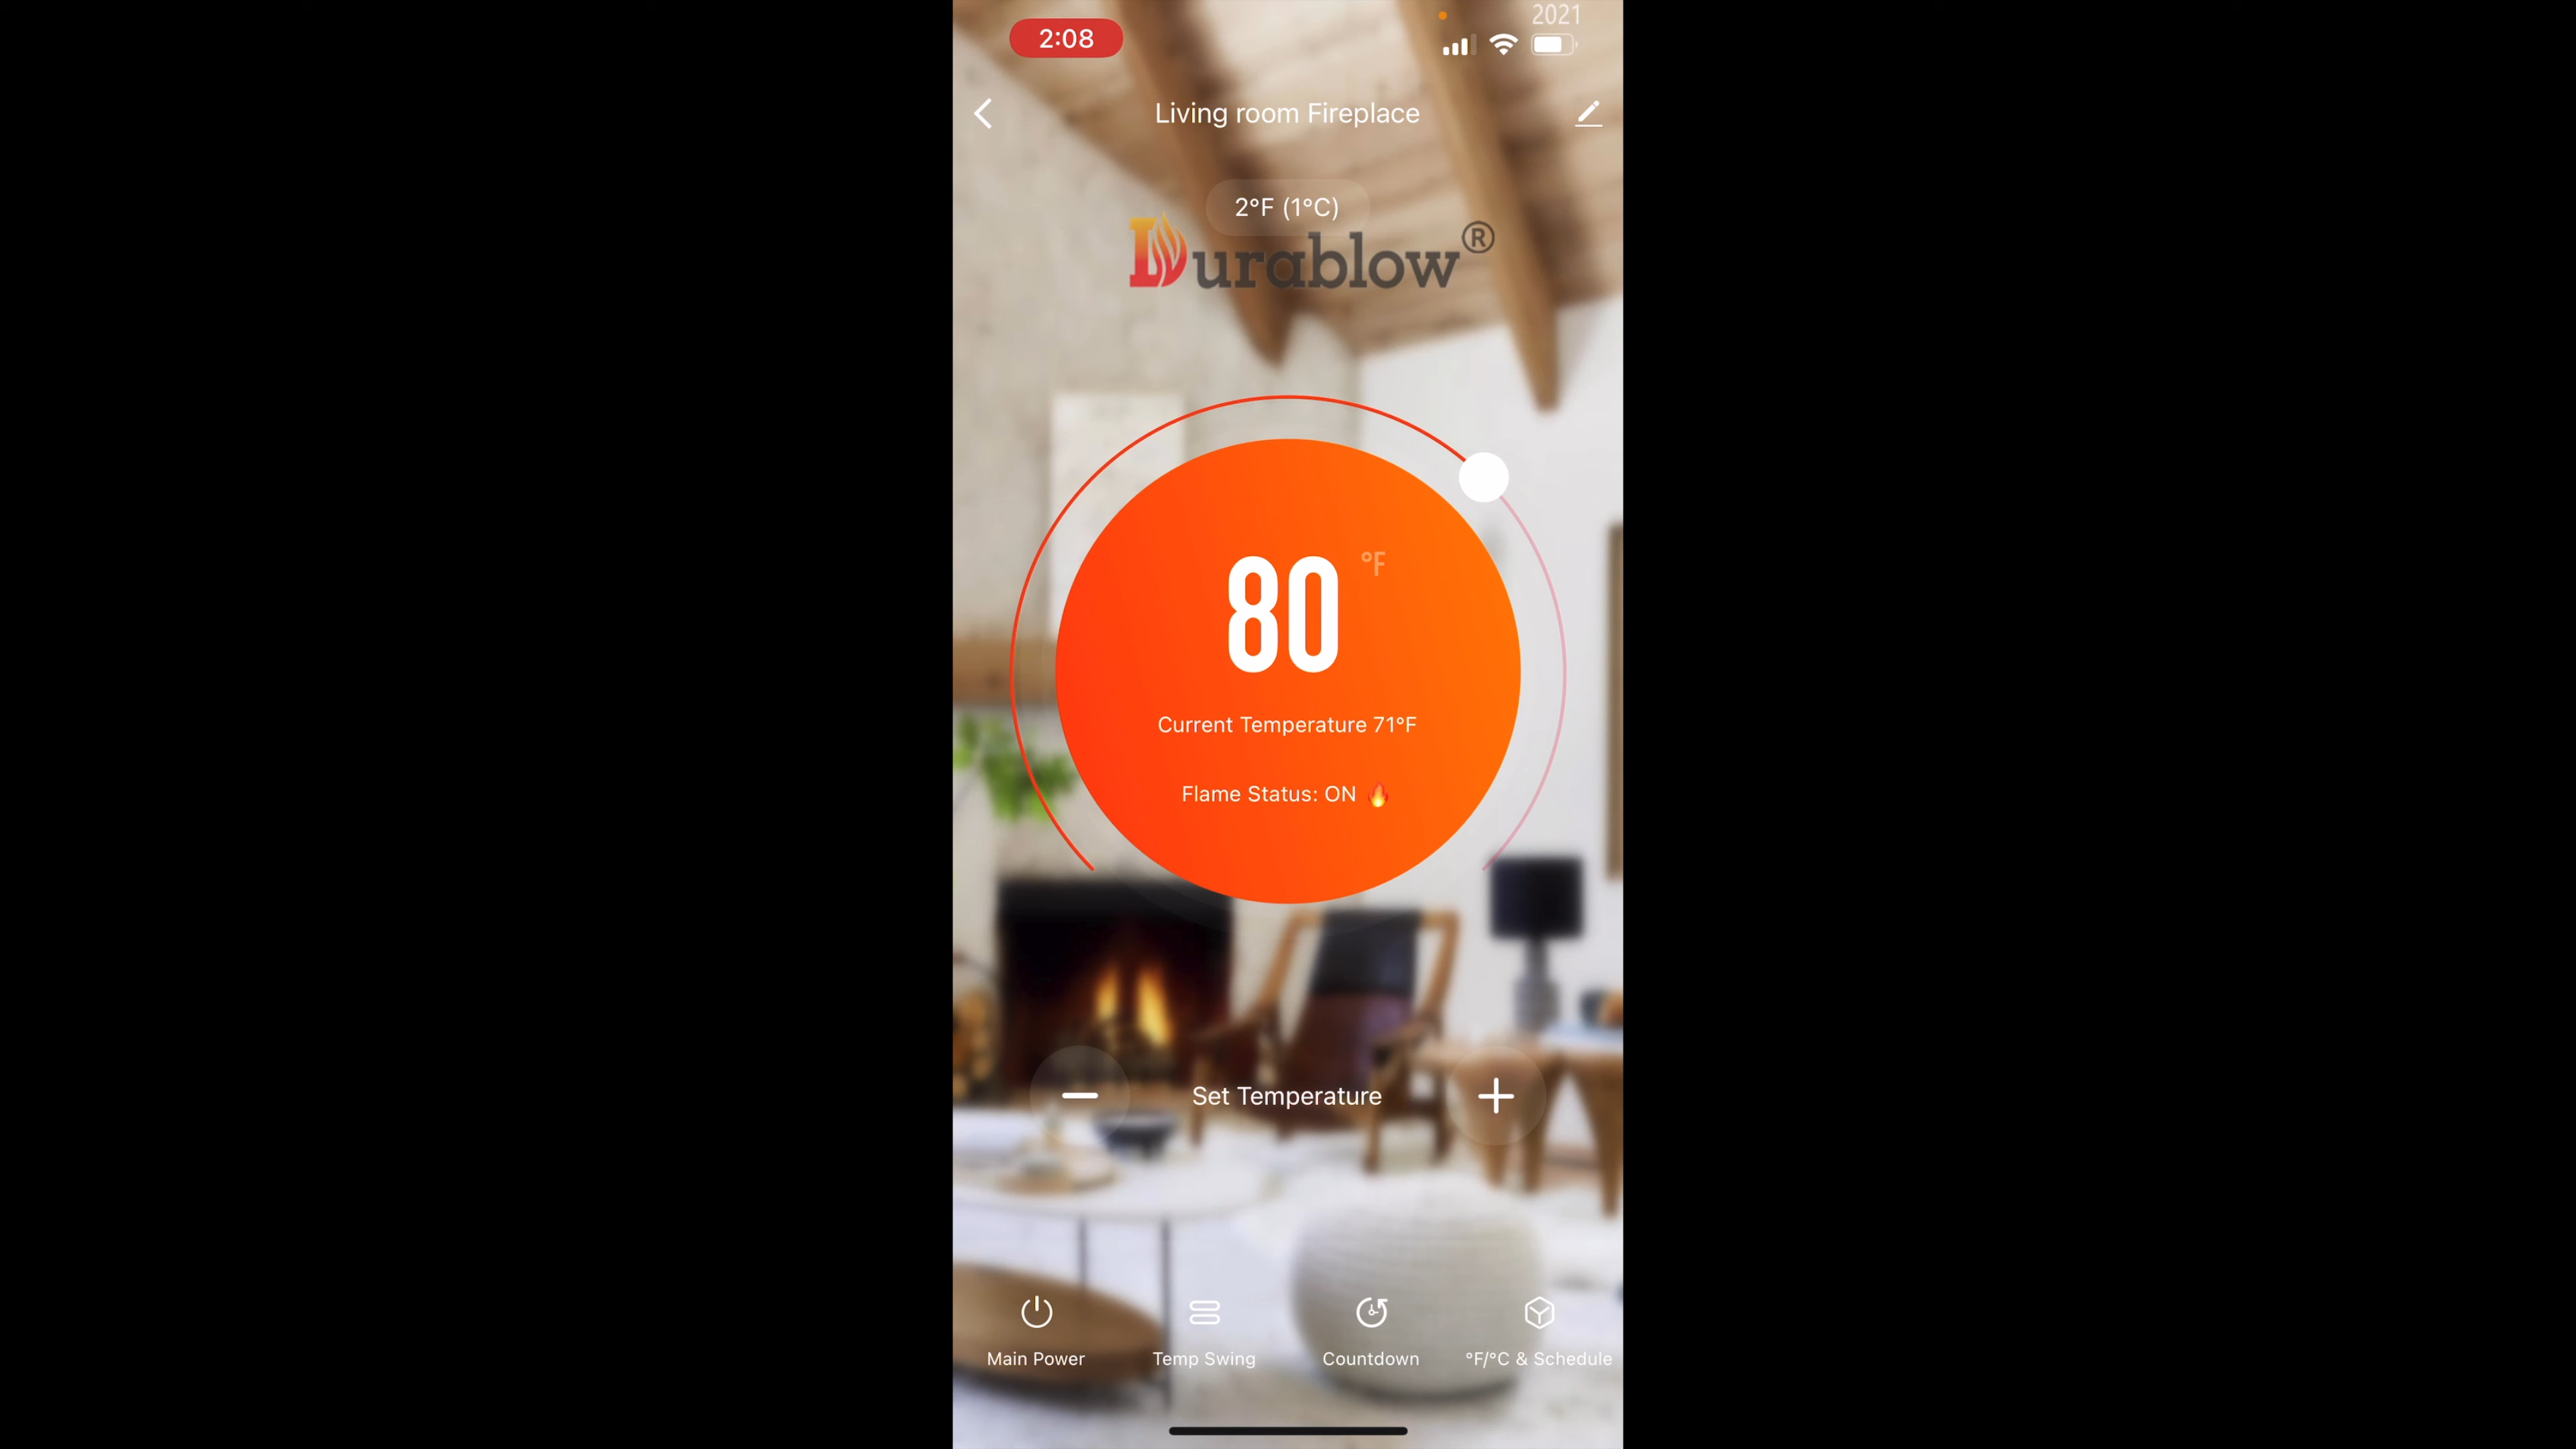 2021
2:08
Living room Fireplace
2°F (1°C)
Durablow®
80 °F
Current Temperature 71°F
Flame Status: ON 🔥
Set Temperature
Main Power
Temp Swing
Countdown
°F/°C & Schedule